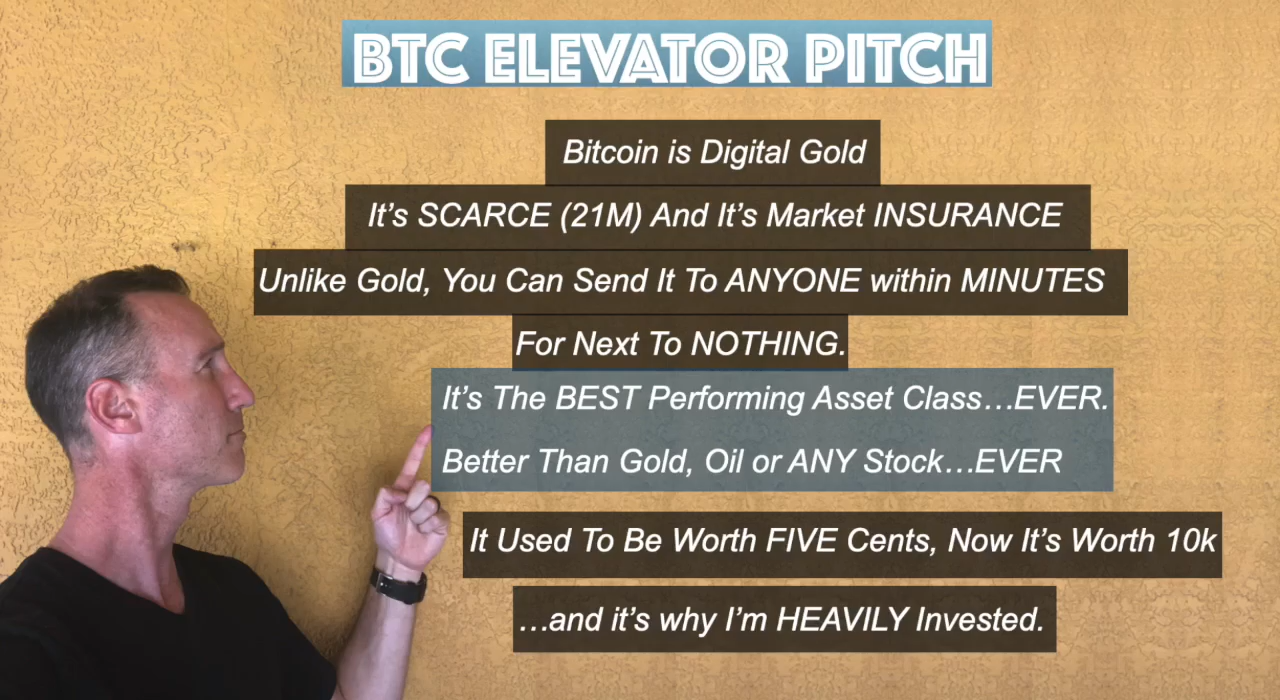 BTC ELEVATOR PITCH
Bitcoin is Digital Gold
It’s SCARCE (21M) And It’s Market INSURANCE
Unlike Gold, You Can Send It To ANYONE within MINUTES
For Next To NOTHING.
It’s The BEST Performing Asset Class…EVER.
Better Than Gold, Oil or ANY Stock…EVER
It Used To Be Worth FIVE Cents, Now It’s Worth 10k
…and it’s why I’m HEAVILY Invested.